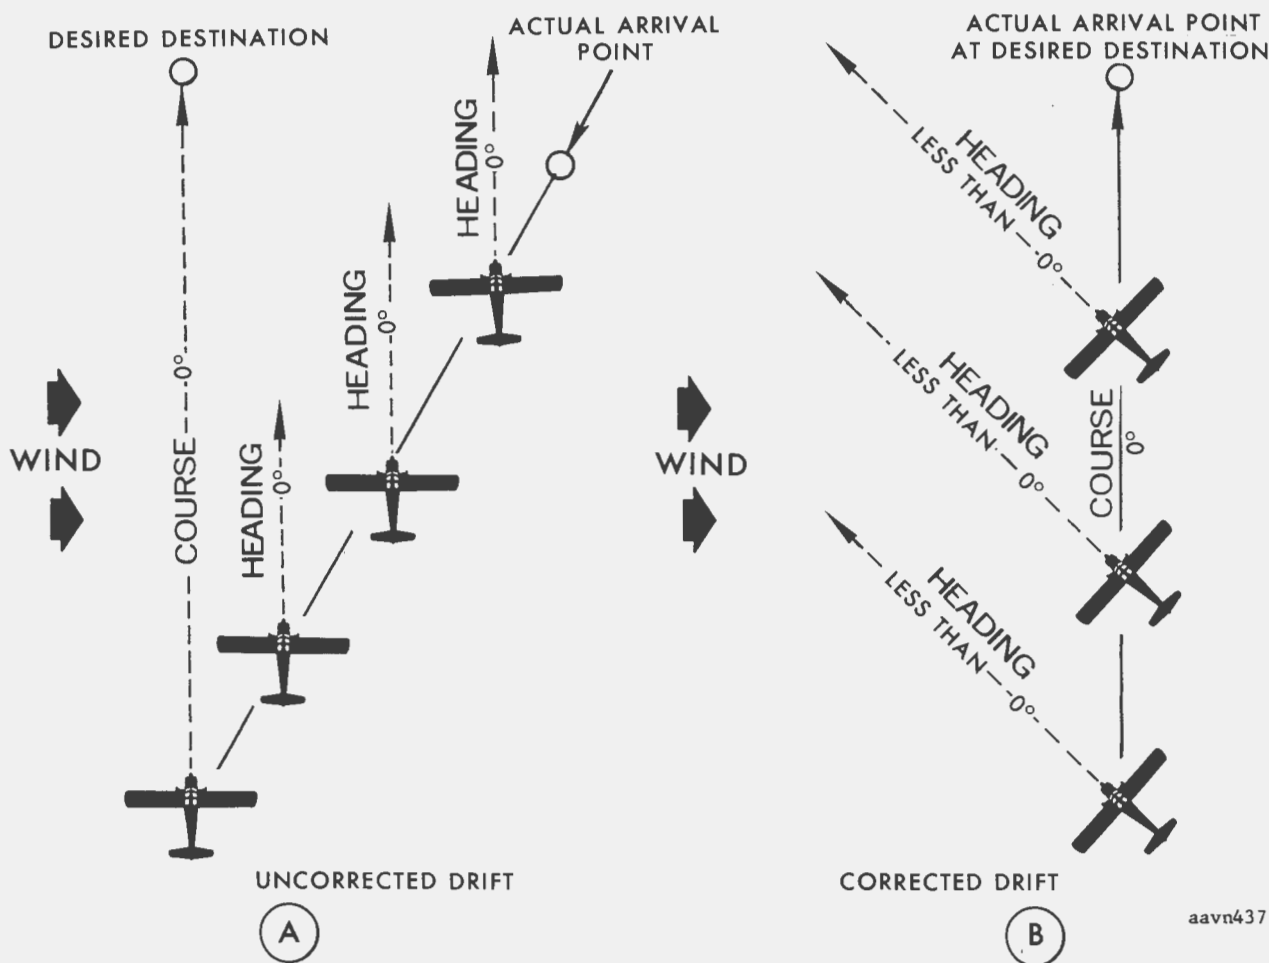 DESIRED DESTINATION
ACTUAL ARRIVAL
POINT
HEADING
0°
HEADING
0°
HEADING
0°
COURSE
0°
WIND
UNCORRECTED DRIFT
A
ACTUAL ARRIVAL POINT
AT DESIRED DESTINATION
HEADING
LESS THAN 0°
HEADING
LESS THAN 0°
HEADING
LESS THAN 0°
COURSE
0°
WIND
CORRECTED DRIFT
B
aavn437